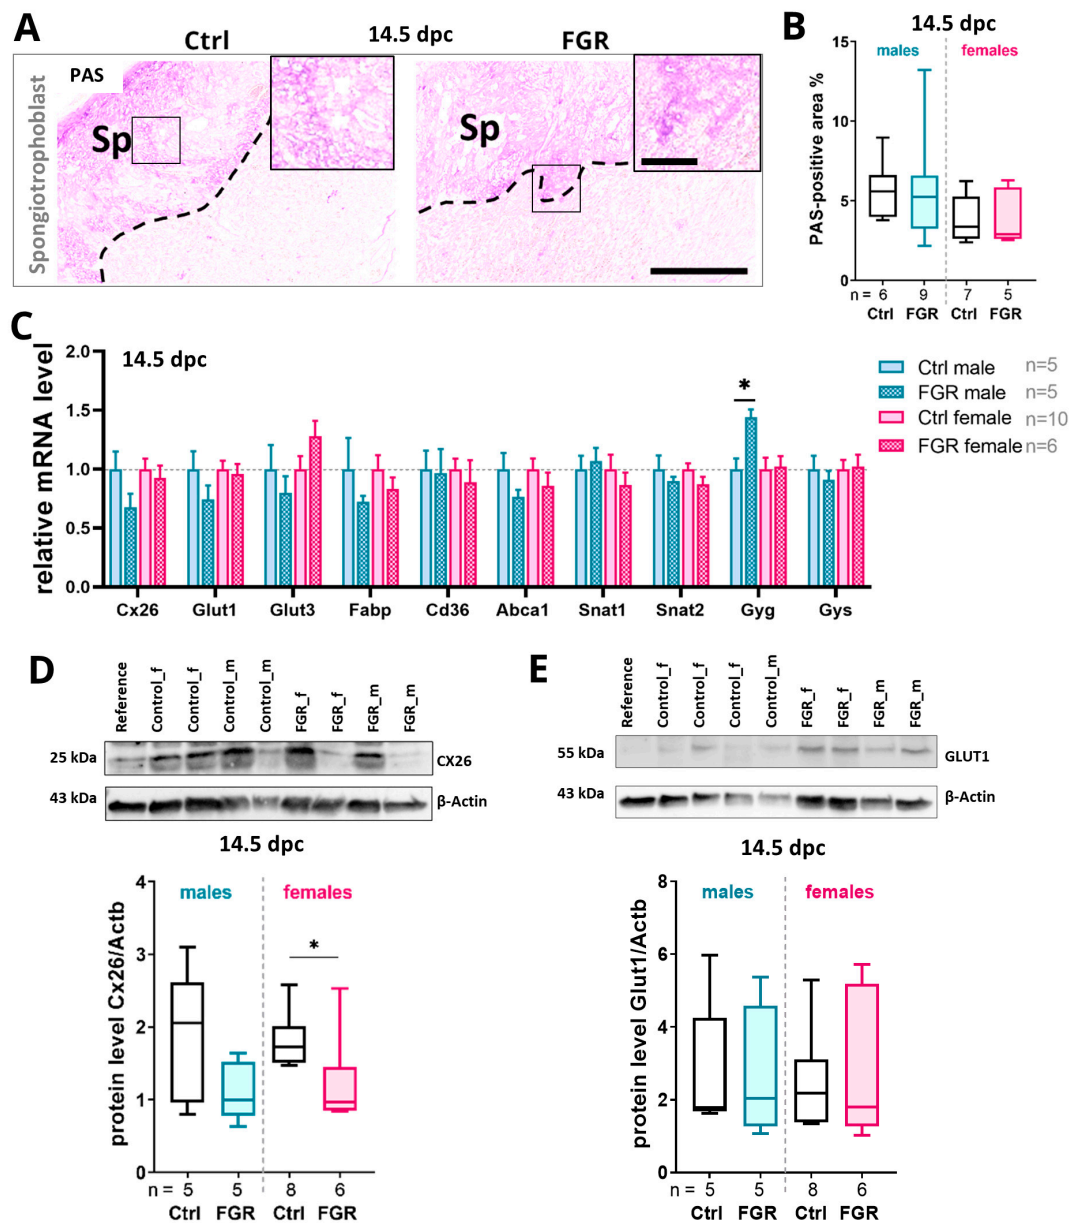 A
Ctrl
14.5 dpc
FGR
Spongiotrophoblast
PAS
Sp
Sp
B
14.5 dpc
males
females
PAS-positive area %
15
10
5
0
n = 6 9 7 5
Ctrl FGR Ctrl FGR
C
14.5 dpc
relative mRNA level
2.0
1.5
1.0
0.5
0.0
*
Cx26 Glut1 Glut3 Fabp Cd36 Abca1 Snat1 Snat2 Gyg Gys
Ctrl male n=5
FGR male n=5
Ctrl female n=10
FGR female n=6
D
Reference
Control_f
Control_f
Control_m
Control_m
FGR_f
FGR_f
FGR_m
FGR_m
25 kDa
CX26
43 kDa
β-Actin
14.5 dpc
males
females
protein level Cx26/Actb
4
3
2
1
0
*
n = 5 5 8 6
Ctrl FGR Ctrl FGR
E
Reference
Control_f
Control_m
Control_f
Control_m
FGR_f
FGR_f
FGR_m
FGR_m
55 kDa
GLUT1
43 kDa
β-Actin
14.5 dpc
males
females
protein level Glut1/Actb
8
6
4
2
0
n = 5 5 8 6
Ctrl FGR Ctrl FGR